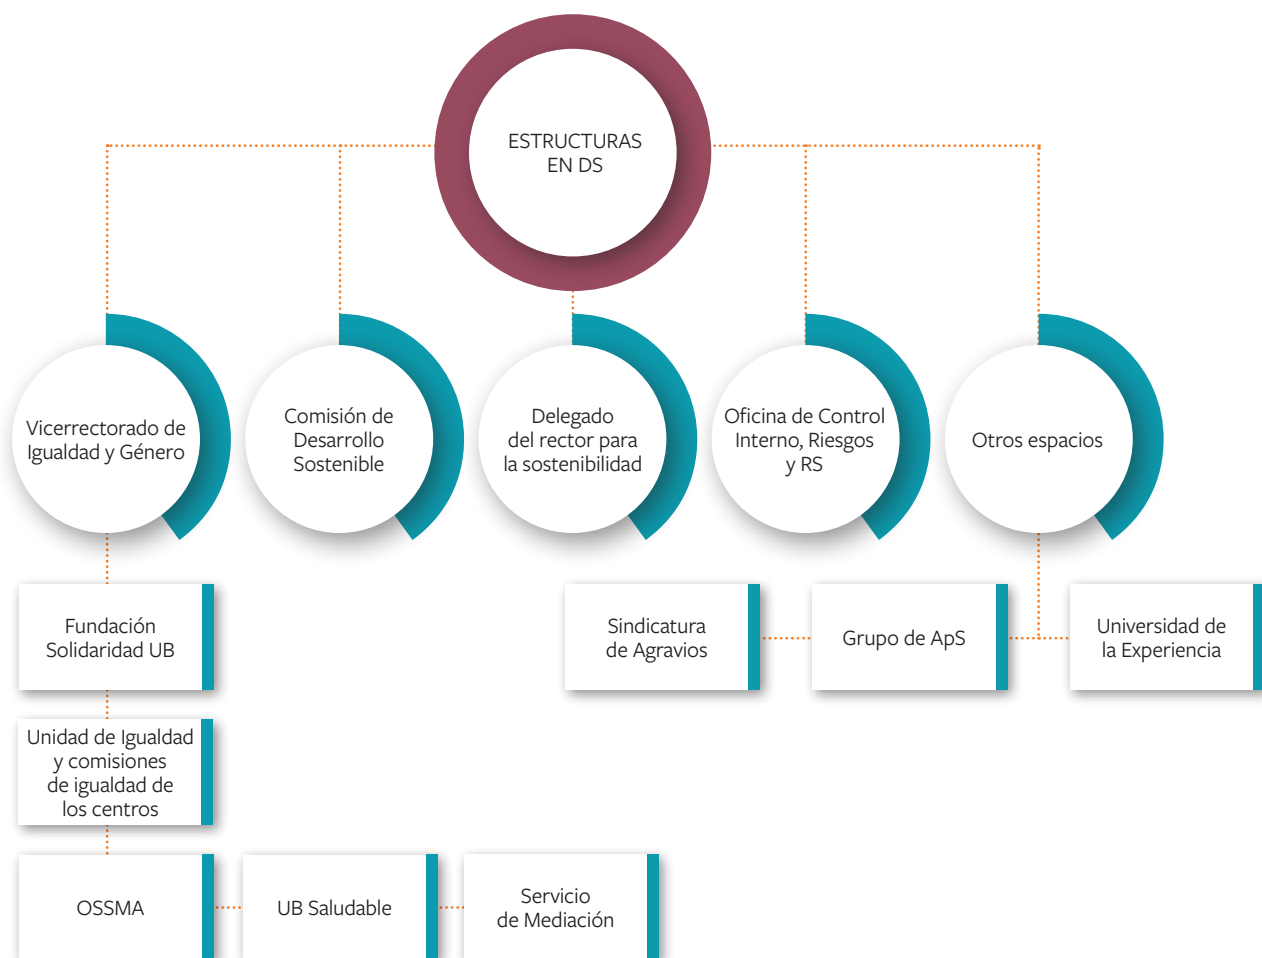 ESTRUCTURAS
EN DS
Vicerrectorado de
Igualdad y Género
Comisión de
Desarrollo
Sostenible
Delegado
del rector para
la sostenibilidad
Oficina de Control
Interno, Riesgos
y RS
Otros espacios
Fundación
Solidaridad UB
Sindicatura
de Agravios
Grupo de ApS
Universidad de
la Experiencia
Unidad de Igualdad
y comisiones
de igualdad de
los centros
OSSMA
UB Saludable
Servicio
de Mediación